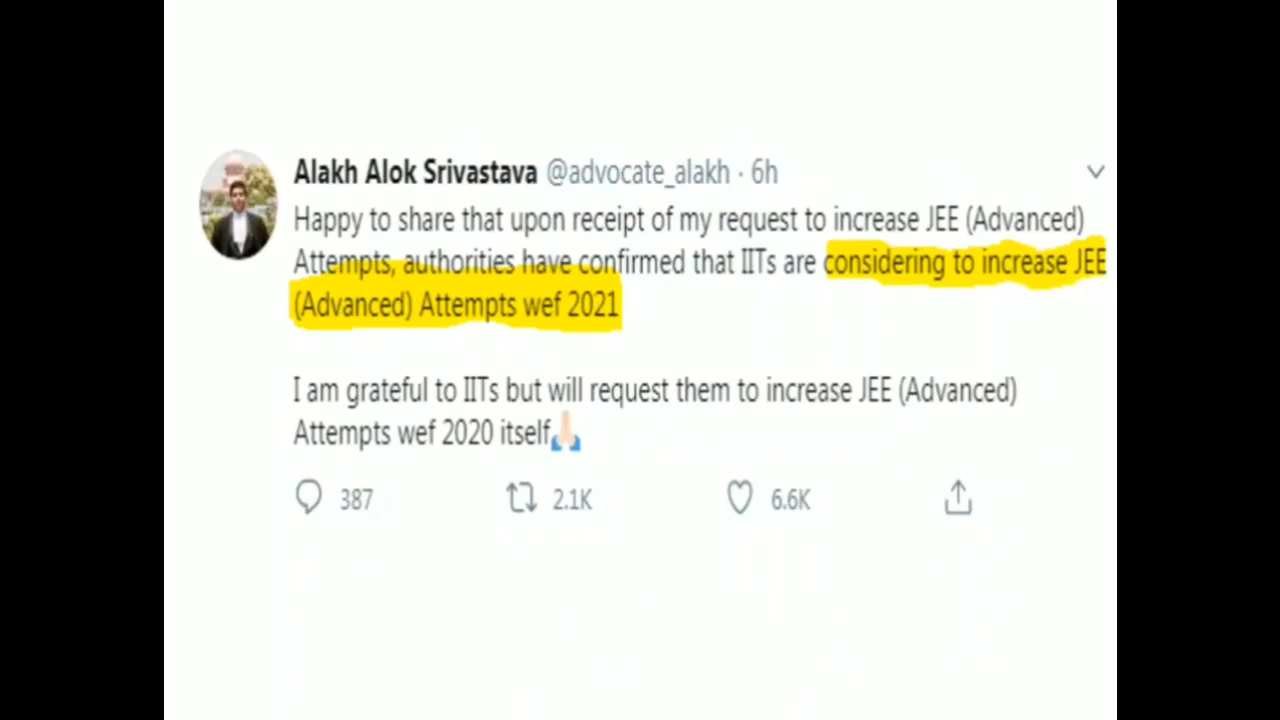 Alakh Alok Srivastava @advocate_alakh · 6h
Happy to share that upon receipt of my request to increase JEE (Advanced)
Attempts, authorities have confirmed that IITs are considering to increase JEE
(Advanced) Attempts wef 2021
I am grateful to IITs but will request them to increase JEE (Advanced)
Attempts wef 2020 itself🙏🏻
387 2.1K 6.6K